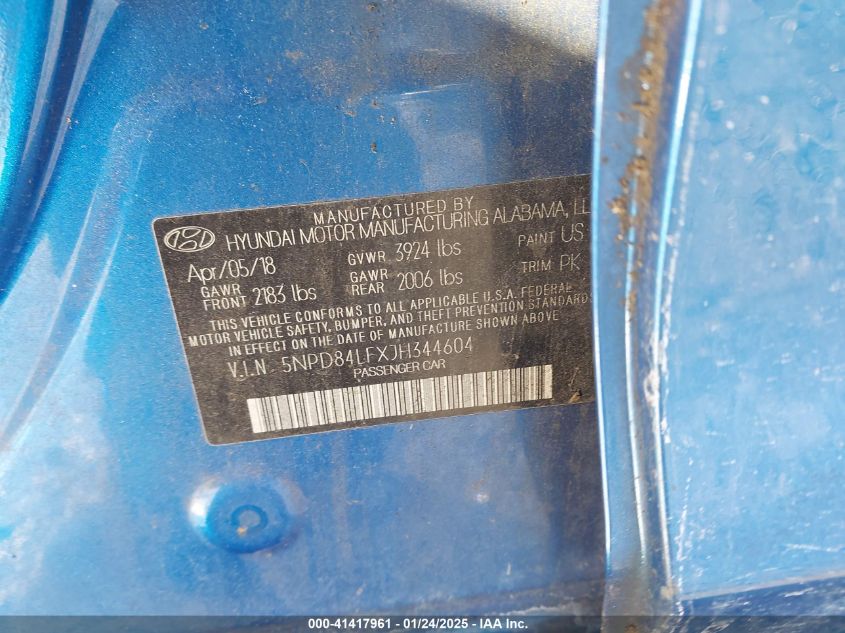 MANUFACTURED BY
HYUNDAI MOTOR MANUFACTURING ALABAMA, LL
Apr/05/18 GVWR 3924 lbs PAINT US
GAWR FRONT 2183 lbs GAWR REAR 2006 lbs TRIM PK
THIS VEHICLE CONFORMS TO ALL APPLICABLE U.S.A. FEDERAL
MOTOR VEHICLE SAFETY, BUMPER, AND THEFT PREVENTION STANDARDS
IN EFFECT ON THE DATE OF MANUFACTURE SHOWN ABOVE
V.I.N 5NPD84LFXJH344604
PASSENGER CAR
000-41417961 - 01/24/2025 - © IAA Inc.